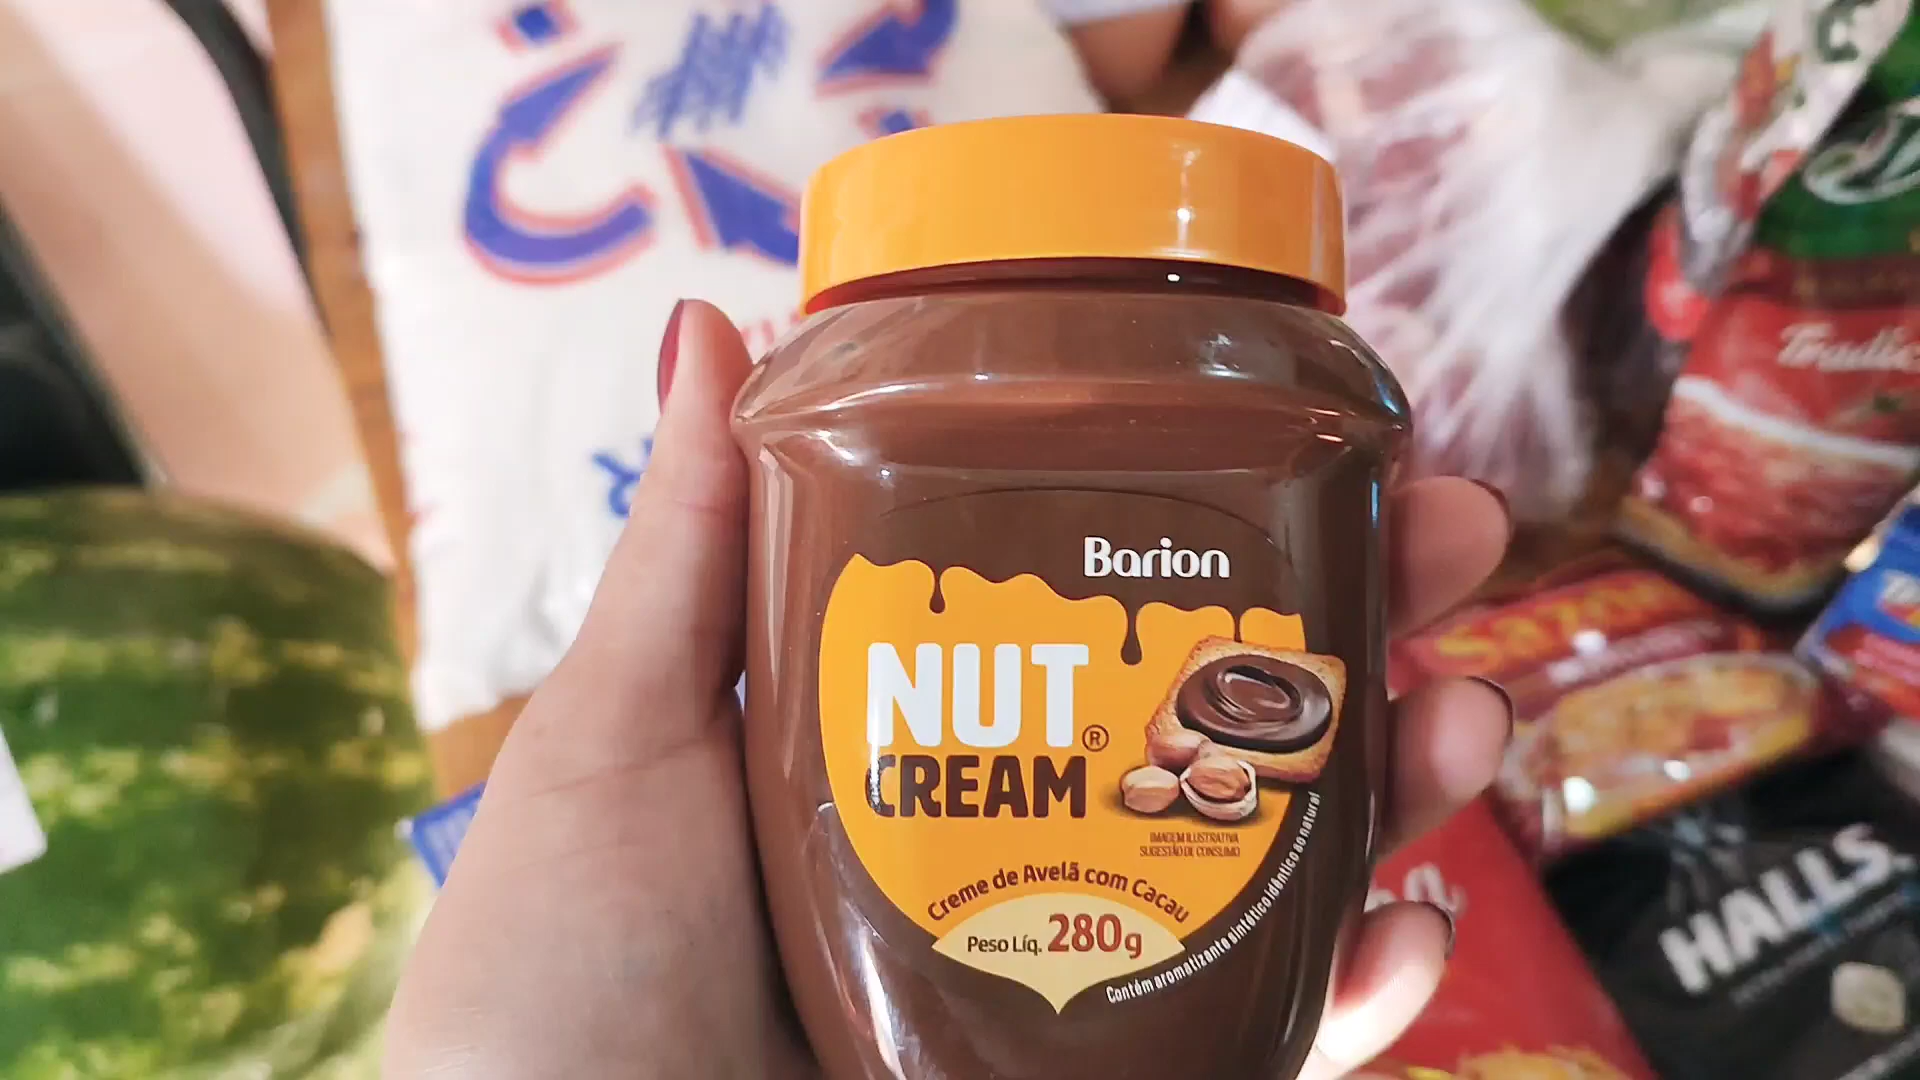 Barion
NUT®
CREAM
IMAGEM ILUSTRATIVA
SUGESTÃO DE CONSUMO
Creme de Avelã com Cacau
Peso Líq. 280g
Contém aromatizante sintético idêntico ao natural
Sazón
HALLS